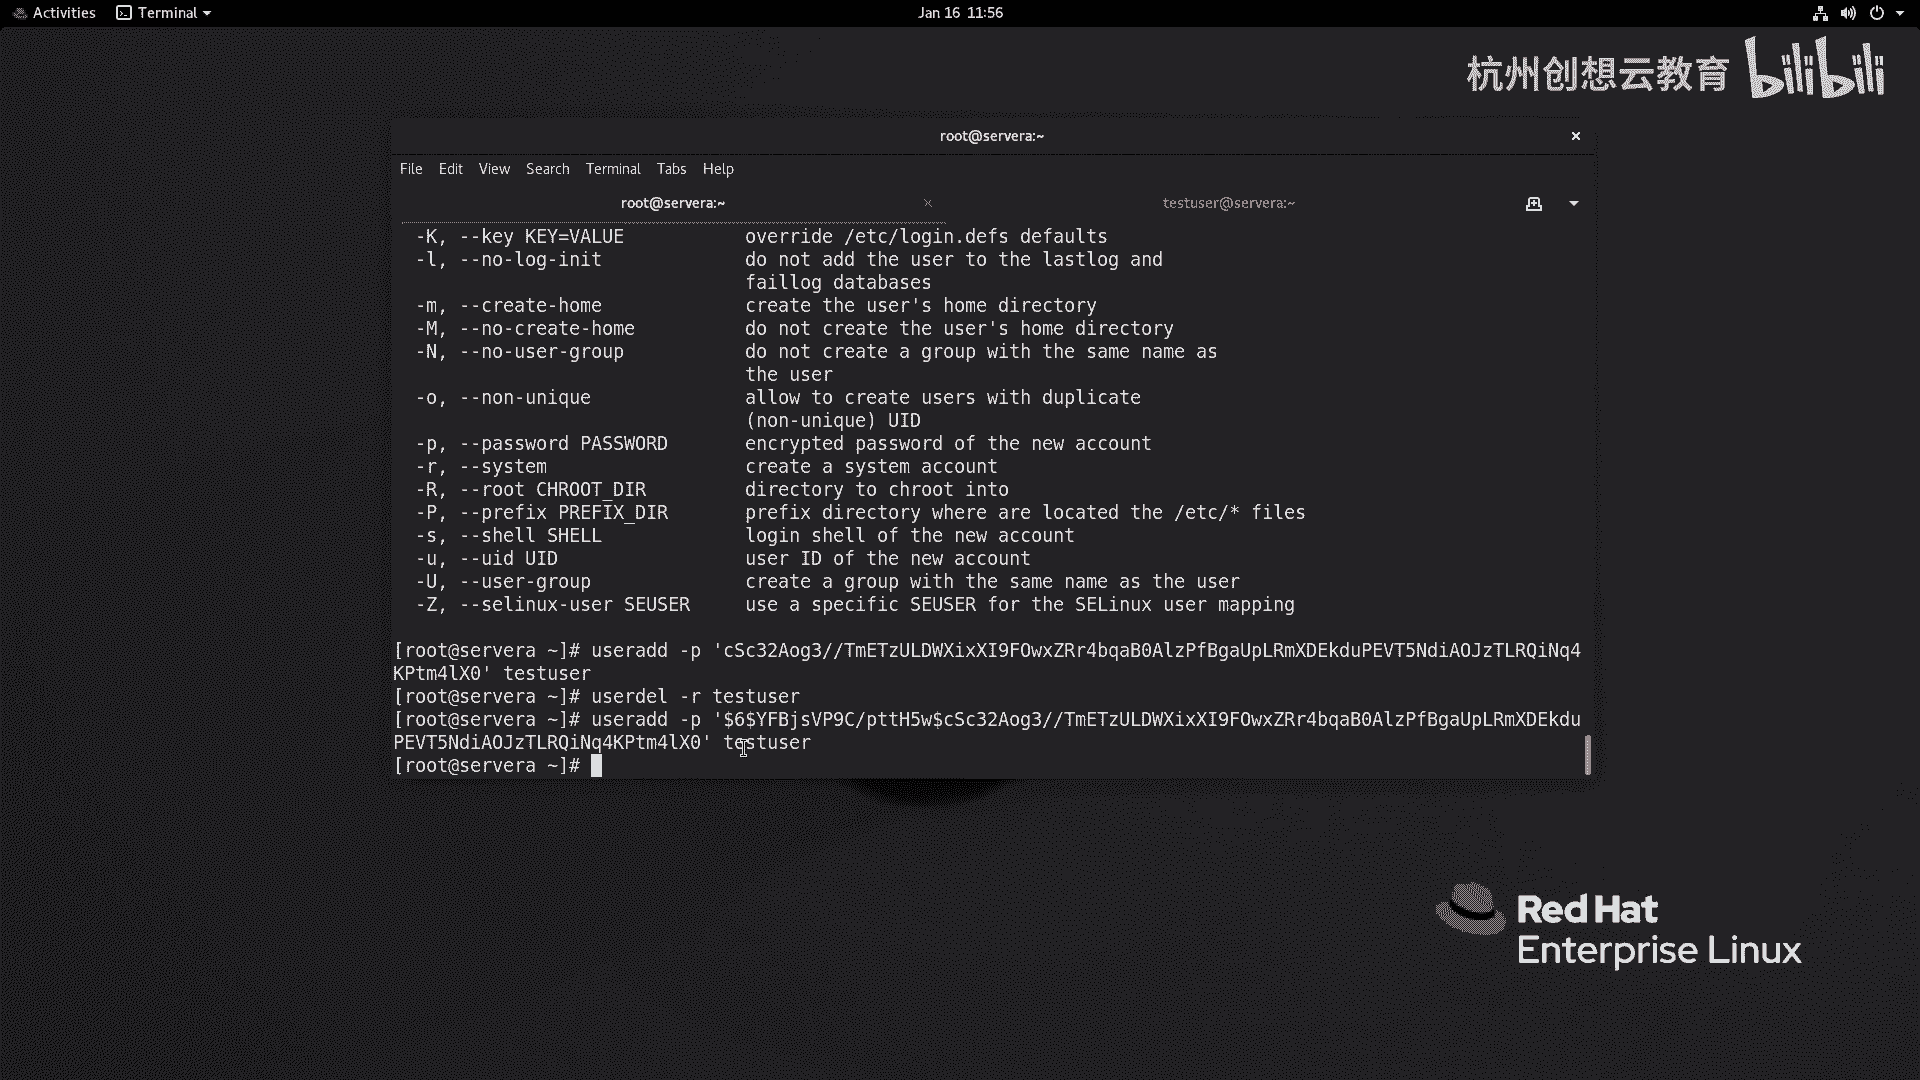 Activities Terminal Jan 16 11:56
杭州创想云教育 bilibili
root@servera:~
File Edit View Search Terminal Tabs Help
root@servera:~ testuser@servera:~
-K, --key KEY=VALUE override /etc/login.defs defaults
-l, --no-log-init do not add the user to the lastlog and
faillog databases
-m, --create-home create the user's home directory
-M, --no-create-home do not create the user's home directory
-N, --no-user-group do not create a group with the same name as
the user
-o, --non-unique allow to create users with duplicate
(non-unique) UID
-p, --password PASSWORD encrypted password of the new account
-r, --system create a system account
-R, --root CHROOT_DIR directory to chroot into
-P, --prefix PREFIX_DIR prefix directory where are located the /etc/* files
-s, --shell SHELL login shell of the new account
-u, --uid UID user ID of the new account
-U, --user-group create a group with the same name as the user
-Z, --selinux-user SEUSER use a specific SEUSER for the SELinux user mapping
[root@servera ~]# useradd -p 'cSc32Aog3//TmETzULDWXixXI9FOwxZRr4bqaB0AlzPfBgaUpLRmXDEkduPEVT5NdiAOJzTLRQiNq4
KPtm4lX0' testuser
[root@servera ~]# userdel -r testuser
[root@servera ~]# useradd -p '$6$YFBjsVP9C/pttH5w$cSc32Aog3//TmETzULDWXixXI9FOwxZRr4bqaB0AlzPfBgaUpLRmXDEkdu
PEVT5NdiAOJzTLRQiNq4KPtm4lX0' testuser
[root@servera ~]#
Red Hat
Enterprise Linux